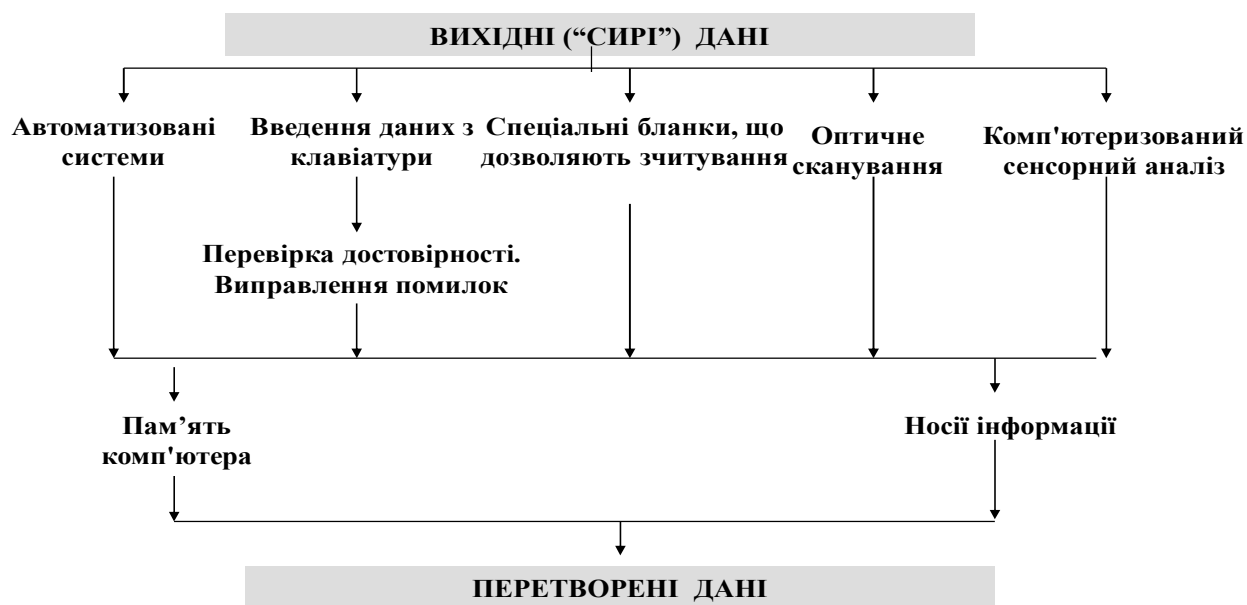 ВИХІДНІ (“СИРІ”) ДАНІ
Автоматизовані
системи
Введення даних з
клавіатури
Спеціальні бланки, що
дозволяють зчитування
Оптичне
сканування
Комп'ютеризований
сенсорний аналіз
Перевірка достовірності.
Виправлення помилок
Пам’ять
комп'ютера
Носії інформації
ПЕРЕТВОРЕНІ ДАНІ